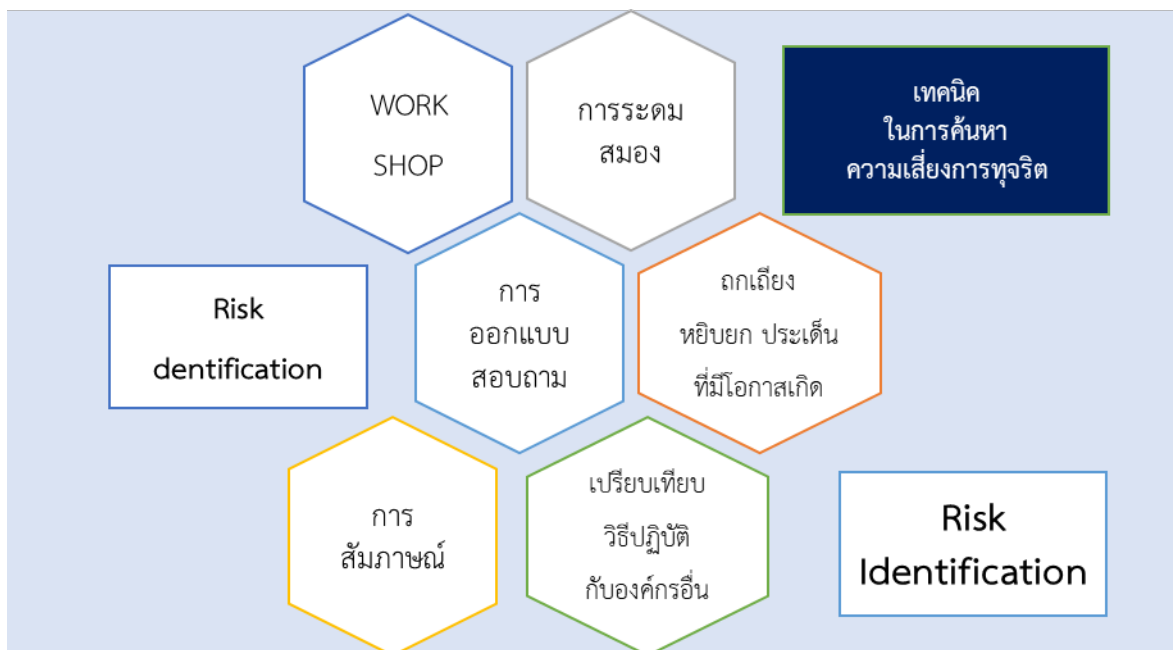 WORK
SHOP
การระดม
สมอง
เทคนิค
ในการค้นหา
ความเสี่ยงการทุจริต
Risk
dentification
การ
ออกแบบ
สอบถาม
ถกเถียง
หยิบยก ประเด็น
ที่มีโอกาสเกิด
การ
สัมภาษณ์
เปรียบเทียบ
วิธีปฏิบัติ
กับองค์กรอื่น
Risk
Identification